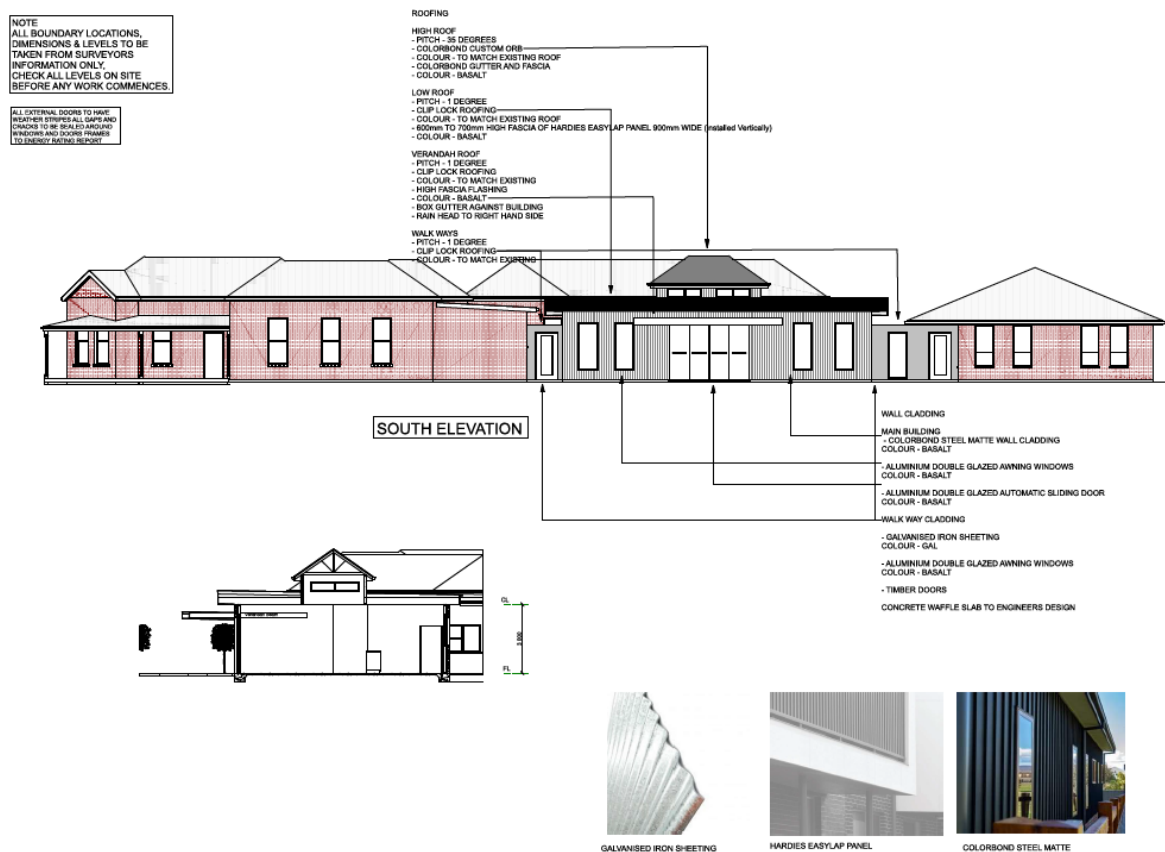 NOTE
ALL BOUNDARY LOCATIONS,
DIMENSIONS & LEVELS TO BE
TAKEN FROM SURVEYORS
INFORMATION ONLY,
CHECK ALL LEVELS ON SITE
BEFORE ANY WORK COMMENCES.
ALL EXTERNAL DOORS TO HAVE
WEATHER STRIPES ALL GAPS AND
CRACKS TO BE SEALED AROUND
WINDOWS AND DOORS FRAMES
TO ENERGY RATING REPORT
ROOFING
HIGH ROOF
- PITCH - 35 DEGREES
- COLORBOND CUSTOM ORB
- COLOUR - TO MATCH EXISTING ROOF
- COLORBOND GUTTER AND FASCIA
- COLOUR - BASALT
LOW ROOF
- PITCH - 1 DEGREE
- CLIP LOCK ROOFING
- COLOUR - TO MATCH EXISTING ROOF
- 600mm TO 700mm HIGH FASCIA OF HARDIES EASYLAP PANEL 900mm WIDE (Installed Vertically)
- COLOUR - BASALT
VERANDAH ROOF
- PITCH - 1 DEGREE
- CLIP LOCK ROOFING
- COLOUR - TO MATCH EXISTING
- HIGH FASCIA FLASHING
- COLOUR - BASALT
- BOX GUTTER AGAINST BUILDING
- RAIN HEAD TO RIGHT HAND SIDE
WALK WAYS
- PITCH - 1 DEGREE
- CLIP LOCK ROOFING
- COLOUR - TO MATCH EXISTING
SOUTH ELEVATION
WALL CLADDING
MAIN BUILDING
- COLORBOND STEEL MATTE WALL CLADDING
COLOUR - BASALT
- ALUMINIUM DOUBLE GLAZED AWNING WINDOWS
COLOUR - BASALT
- ALUMINIUM DOUBLE GLAZED AUTOMATIC SLIDING DOOR
COLOUR - BASALT
WALK WAY CLADDING
- GALVANISED IRON SHEETING
COLOUR - GAL
- ALUMINIUM DOUBLE GLAZED AWNING WINDOWS
COLOUR - BASALT
- TIMBER DOORS
CONCRETE WAFFLE SLAB TO ENGINEERS DESIGN
CL
FL
GALVANISED IRON SHEETING
HARDIES EASYLAP PANEL
COLORBOND STEEL MATTE